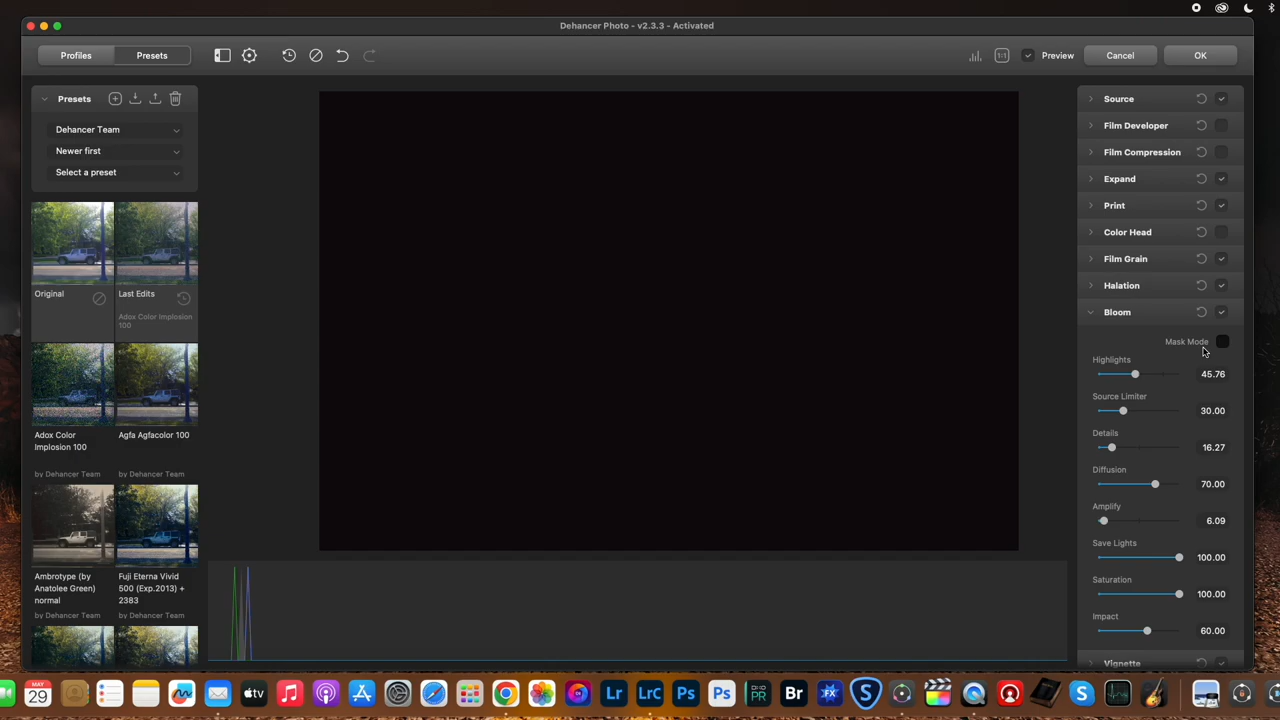 Dehancer Photo - v2.3.3 - Activated
Profiles
Presets
1:1
Preview
Cancel
OK
Presets
Dehancer Team
Newer first
Select a preset
Original
Last Edits
Adox Color Implosion
100
Adox Color
Implosion 100
by Dehancer Team
Agfa Agfacolor 100
by Dehancer Team
Ambrotype (by
Anatolee Green)
normal
by Dehancer Team
Fuji Eterna Vivid
500 (Exp.2013) +
2383
by Dehancer Team
Source
Film Developer
Film Compression
Expand
Print
Color Head
Film Grain
Halation
Bloom
Mask Mode
Highlights
45.76
Source Limiter
30.00
Details
16.27
Diffusion
70.00
Amplify
6.09
Save Lights
100.00
Saturation
100.00
Impact
60.00
Vignette
MAY
29
tv
Lr
LrC
Ps
Ps
Br
FX
S
S